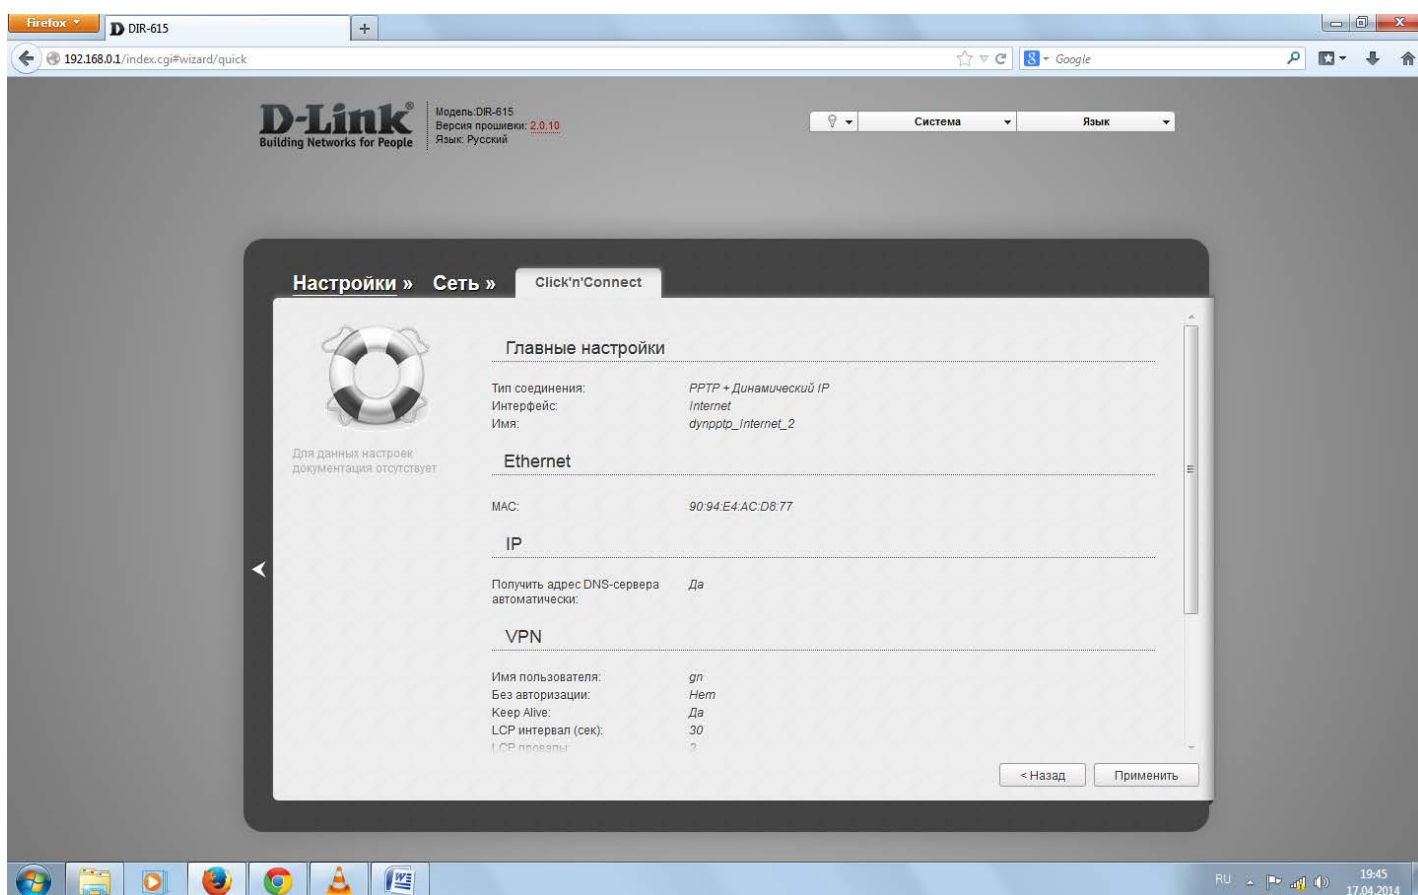 Firefox
DIR-615
192.168.0.1/index.cgi#wizard/quick
Google
D-Link®
Building Networks for People
Модель:DIR-615
Версия прошивки: 2.0.10
Язык: Русский
Система
Язык
Настройки » Сеть » Click'n'Connect
Для данных настроек
документация отсутствует
Главные настройки
Тип соединения: PPTP + Динамический IP
Интерфейс: Internet
Имя: dynpptp_Internet_2
Ethernet
MAC: 90:94:E4:AC:D8:77
IP
Получить адрес DNS-сервера Да
автоматически:
VPN
Имя пользователя: gn
Без авторизации: Нет
Keep Alive: Да
LCP интервал (сек): 30
LCP провалы:
< Назад
Применить
RU
19:45
17.04.2014